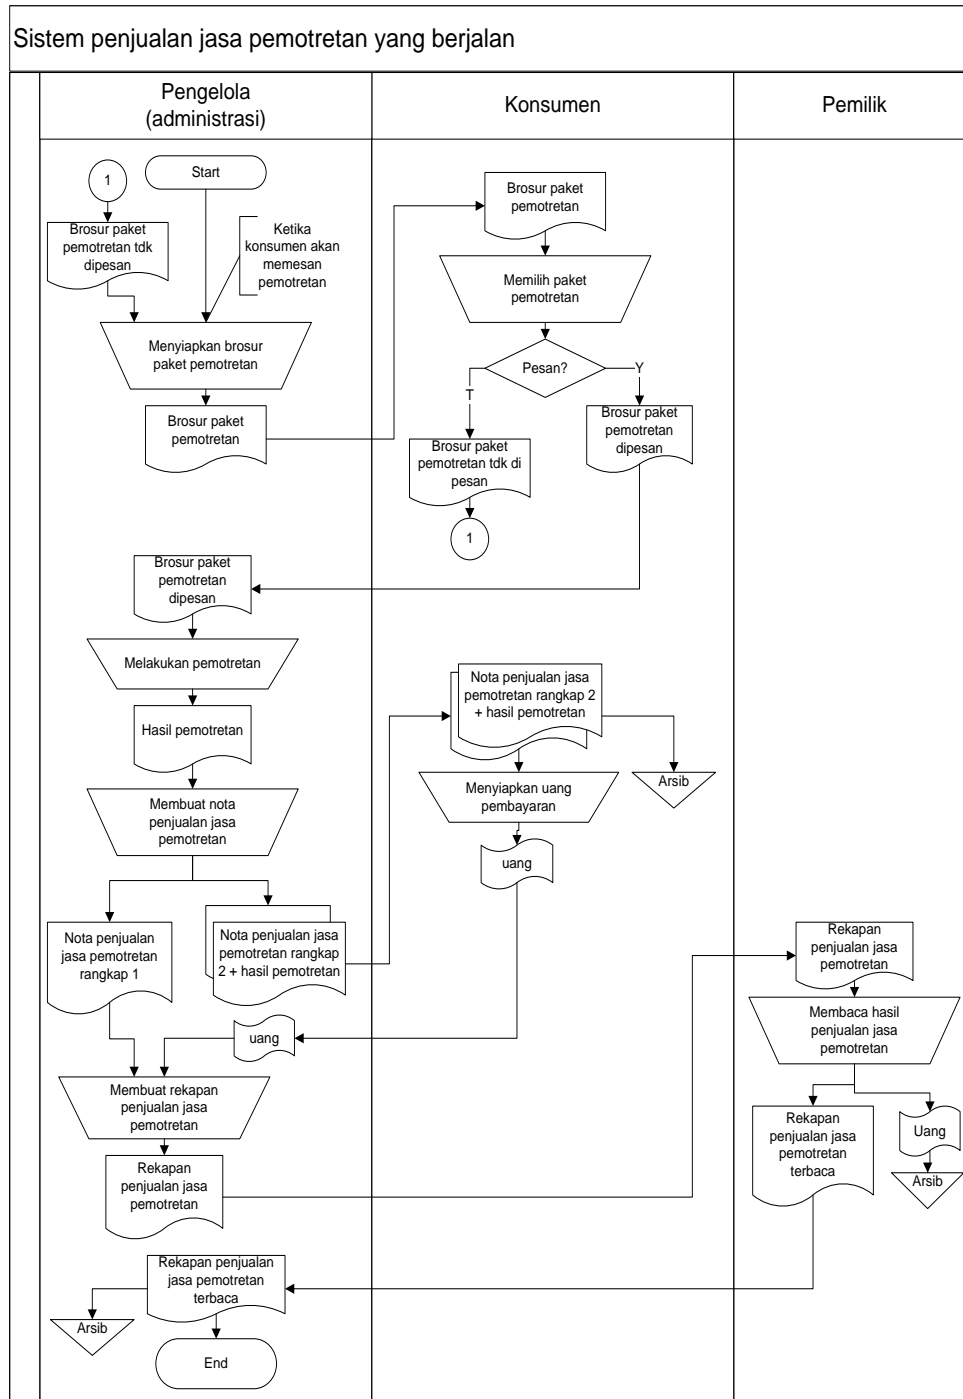 Sistem penjualan jasa pemotretan yang berjalan
Pengelola
(administrasi)
Konsumen
Pemilik
1
Start
Brosur paket
pemotretan tdk
dipesan
Ketika
konsumen akan
memesan
pemotretan
Menyiapkan brosur
paket pemotretan
Brosur paket
pemotretan
Brosur paket
pemotretan
Memilih paket
pemotretan
Pesan?
T
Y
Brosur paket
pemotretan tdk di
pesan
Brosur paket
pemotretan
dipesan
1
Brosur paket
pemotretan
dipesan
Melakukan pemotretan
Hasil pemotretan
Membuat nota
penjualan jasa
pemotretan
Nota penjualan
jasa pemotretan
rangkap 1
Nota penjualan jasa
pemotretan rangkap
2 + hasil pemotretan
Nota penjualan jasa
pemotretan rangkap 2
+ hasil pemotretan
Arsib
Menyiapkan uang
pembayaran
uang
uang
Membuat rekapan
penjualan jasa
pemotretan
Rekapan
penjualan jasa
pemotretan
Rekapan
penjualan jasa
pemotretan
Membaca hasil
penjualan jasa
pemotretan
Rekapan
penjualan jasa
pemotretan
terbaca
Uang
Arsib
Rekapan penjualan
jasa pemotretan
terbaca
Arsib
End